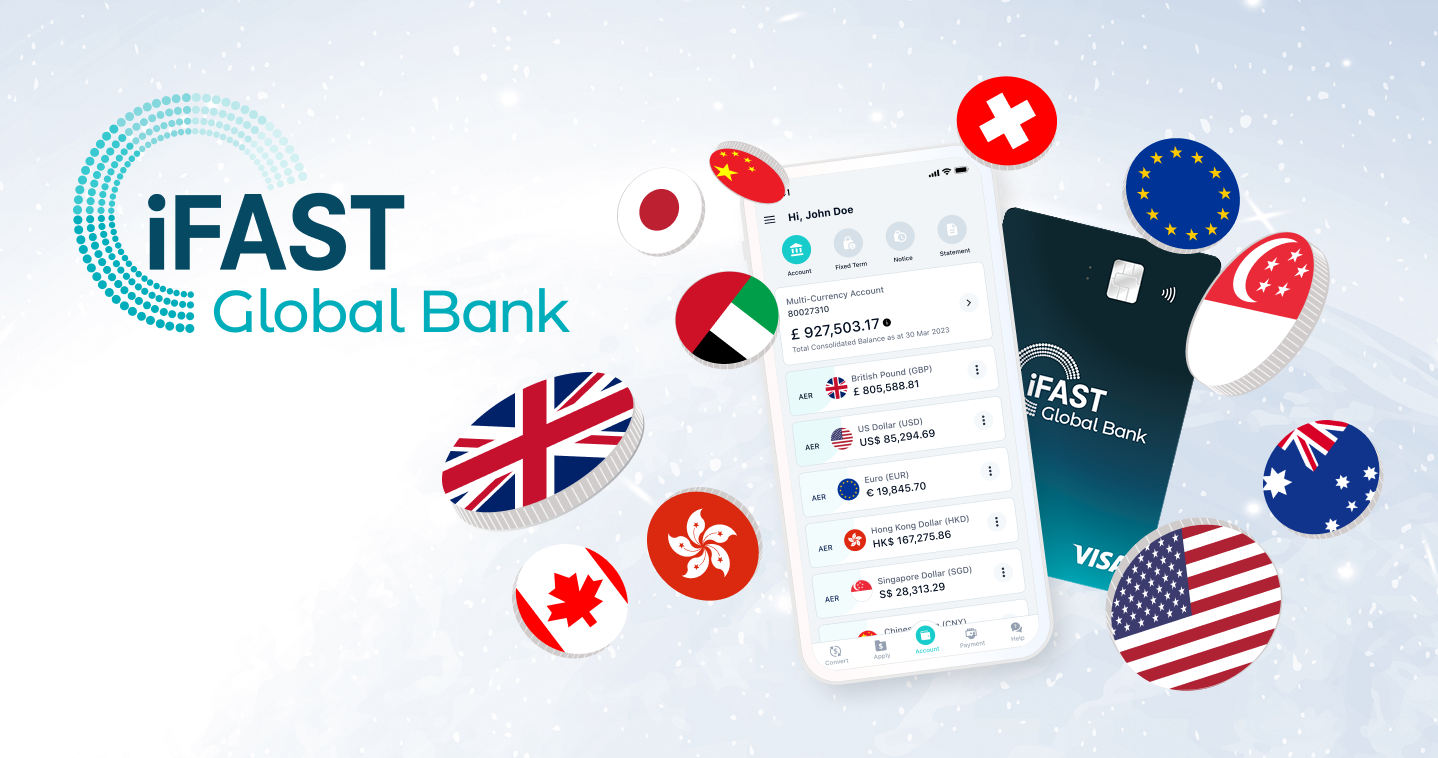 iFAST
Global Bank
Hi, John Doe
Account
Fixed Term
Notice
Statement
Multi-Currency Account
80027310
£ 927,503.17
Total Consolidated Balance as at 30 Mar 2023
AER
British Pound (GBP)
£ 805,588.81
AER
US Dollar (USD)
US$ 85,294.69
AER
Euro (EUR)
€ 19,845.70
AER
Hong Kong Dollar (HKD)
HK$ 167,275.86
AER
Singapore Dollar (SGD)
S$ 28,313.29
(CNY)
Convert
Apply
Account
Payment
Help
iFAST
Global Bank
VISA